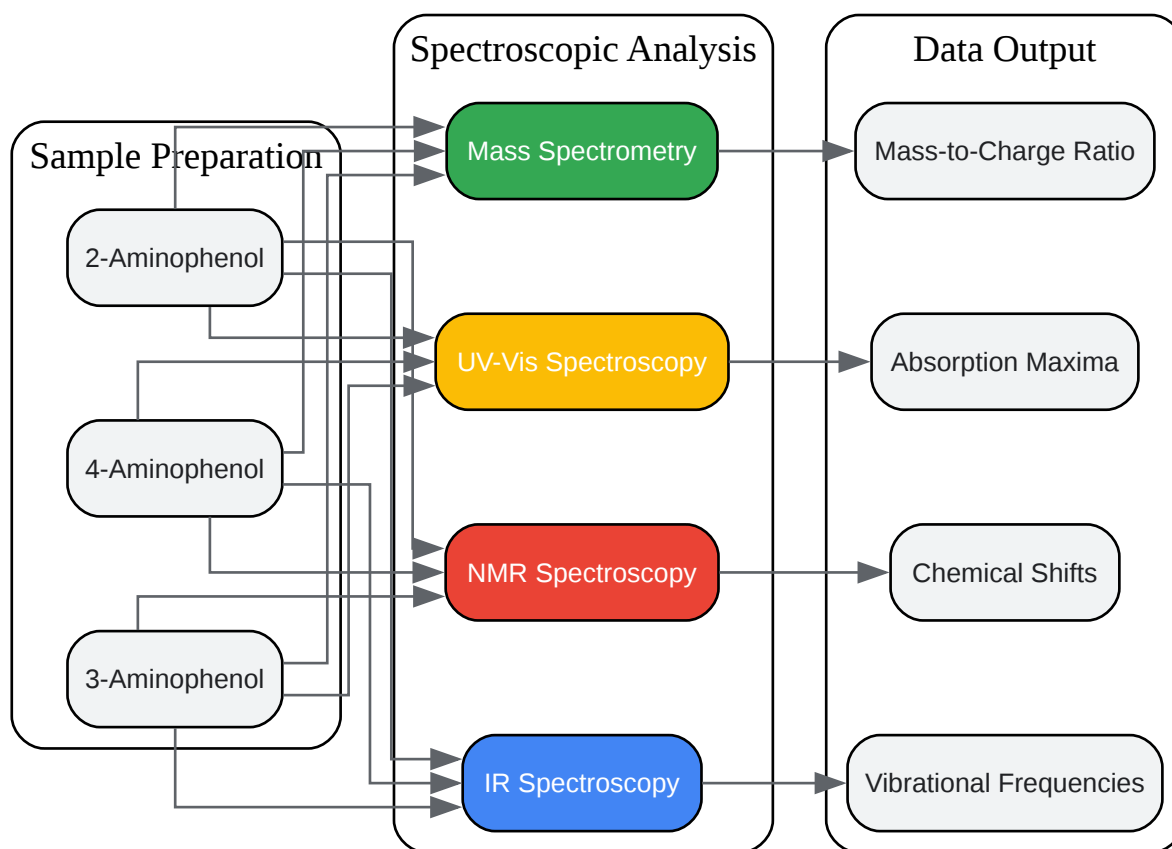 Sample Preparation
2-Aminophenol
4-Aminophenol
3-Aminophenol
Spectroscopic Analysis
Mass Spectrometry
UV-Vis Spectroscopy
NMR Spectroscopy
IR Spectroscopy
Data Output
Mass-to-Charge Ratio
Absorption Maxima
Chemical Shifts
Vibrational Frequencies